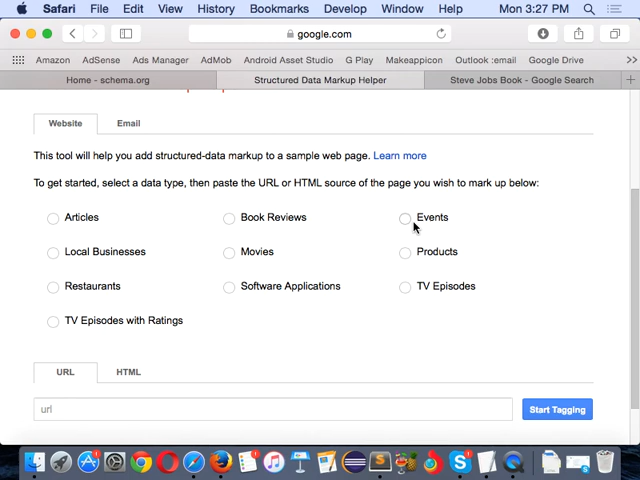 Safari File Edit View History Bookmarks Develop Window Help Mon 3:27 PM
google.com
Amazon AdSense Ads Manager AdMob Android Asset Studio G Play Makeappicon Outlook :email Google Drive >>
Home - schema.org Structured Data Markup Helper Steve Jobs Book - Google Search +
Website Email
This tool will help you add structured-data markup to a sample web page. Learn more
To get started, select a data type, then paste the URL or HTML source of the page you wish to mark up below:
Articles Book Reviews Events
Local Businesses Movies Products
Restaurants Software Applications TV Episodes
TV Episodes with Ratings
URL HTML
url Start Tagging